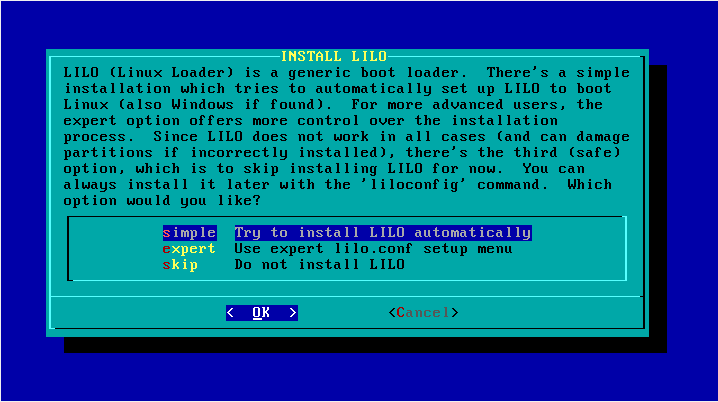 INSTALL LILO
LILO (Linux Loader) is a generic boot loader.  There's a simple
installation which tries to automatically set up LILO to boot
Linux (also Windows if found).  For more advanced users, the
expert option offers more control over the installation
process.  Since LILO does not work in all cases (and can damage
partitions if incorrectly installed), there's the third (safe)
option, which is to skip installing LILO for now.  You can
always install it later with the 'liloconfig' command.  Which
option would you like?
simple  Try to install LILO automatically
expert  Use expert lilo.conf setup menu
skip    Do not install LILO
<  OK  >          <Cancel>